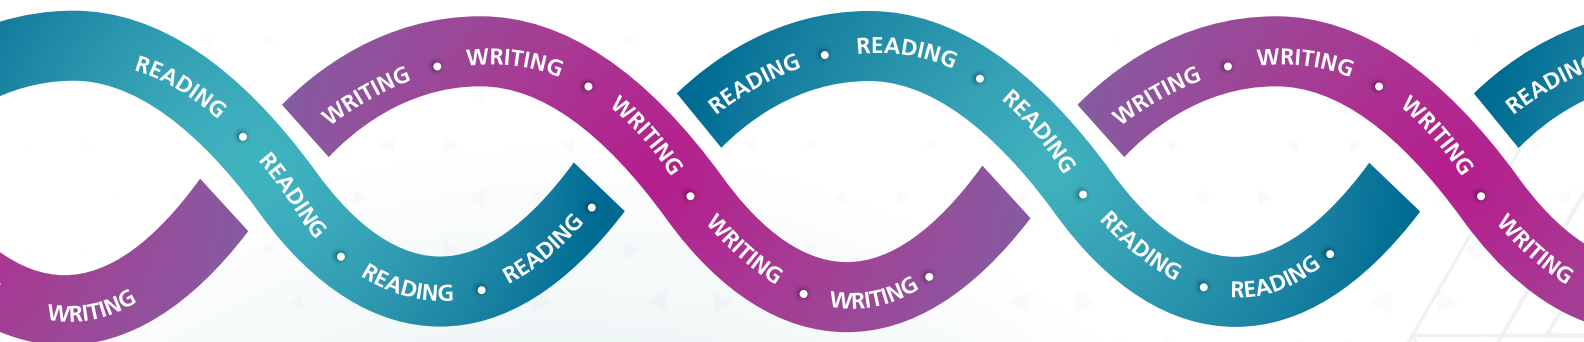 WRITING
READING • READING • READING • READING •
WRITING • WRITING • WRITING • WRITING • WRITING •
READING • READING • READING • READING • READING •
WRITING • WRITING • WRITING • WRITING
READING